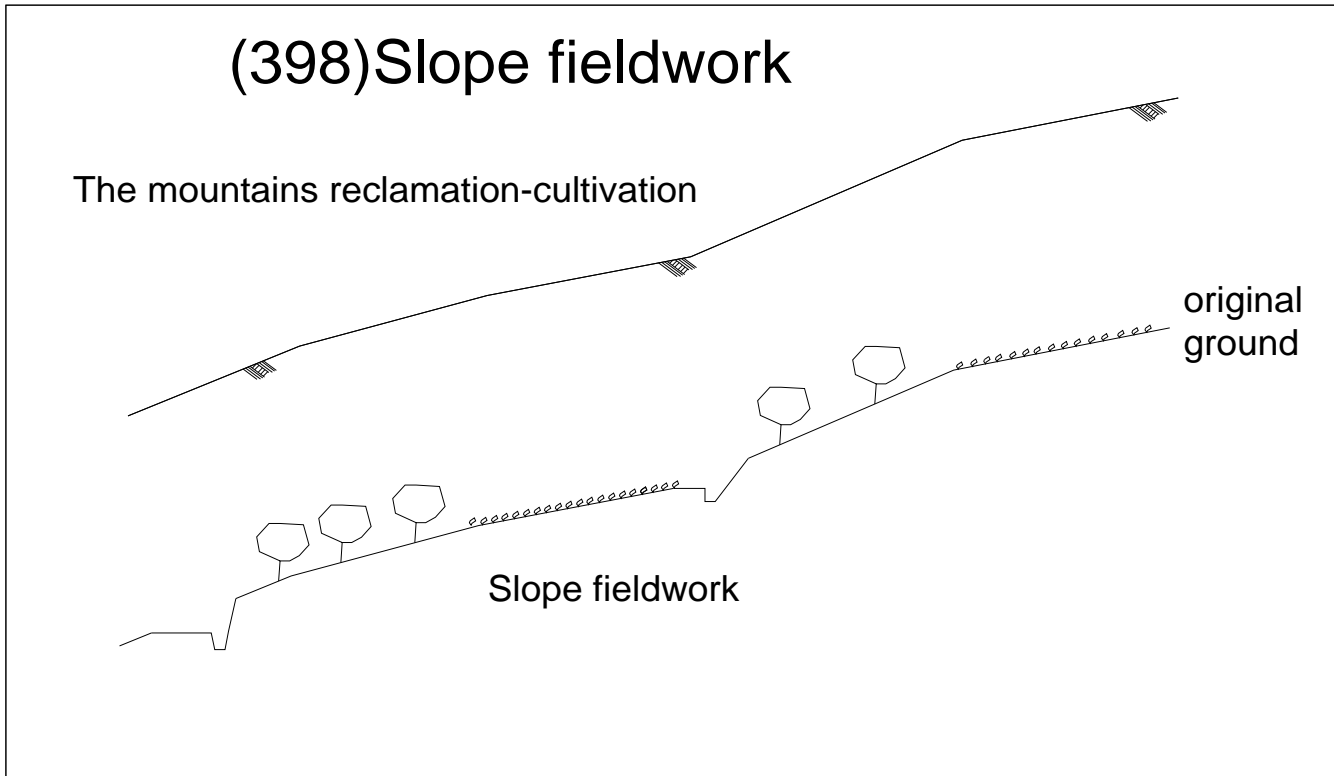 (398)Slope fieldwork
The mountains reclamation-cultivation
original
ground
Slope fieldwork